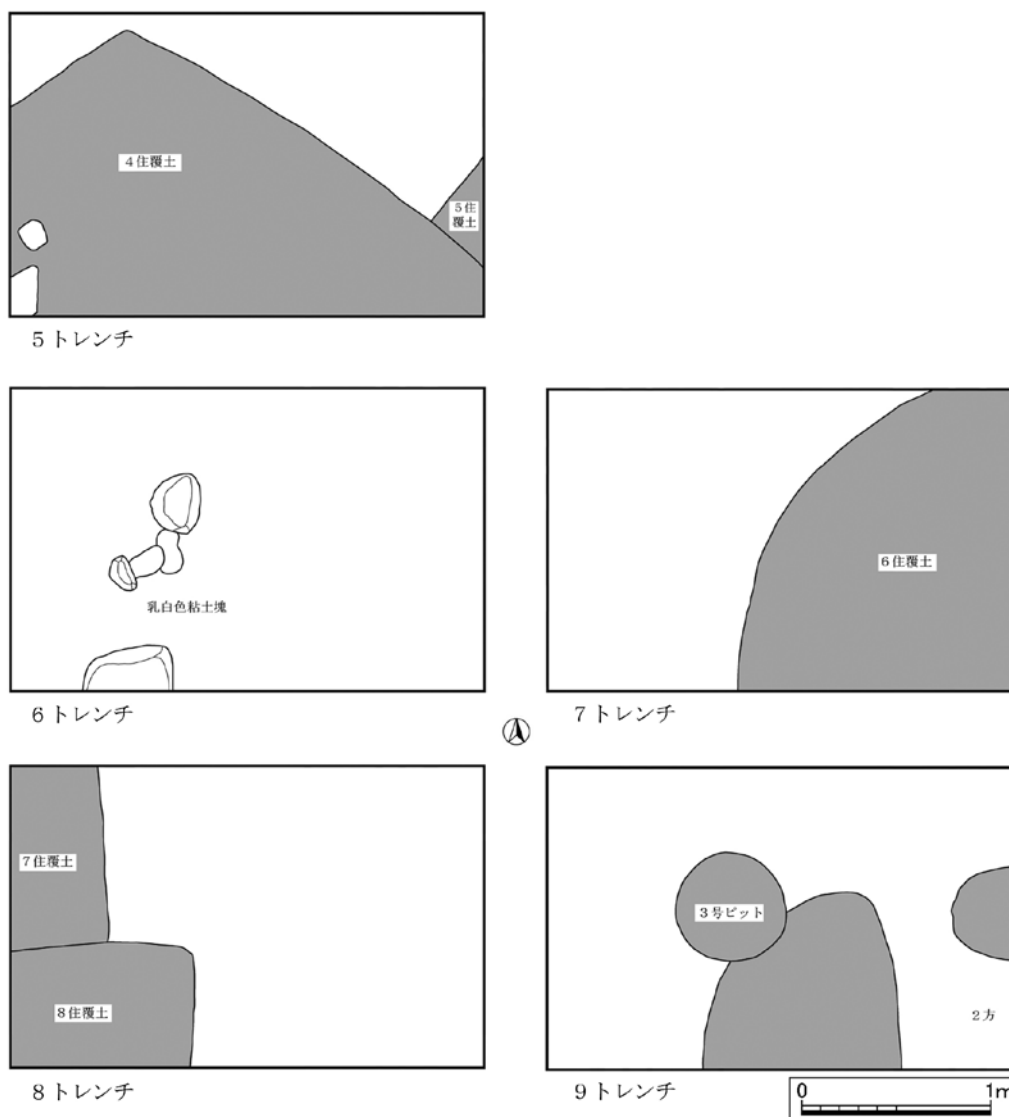 4住覆土
5住
覆土
5トレンチ
乳白色粘土塊
6トレンチ
6住覆土
7トレンチ
7住覆土
8住覆土
8トレンチ
3号ピット
2方
9トレンチ
0 1m